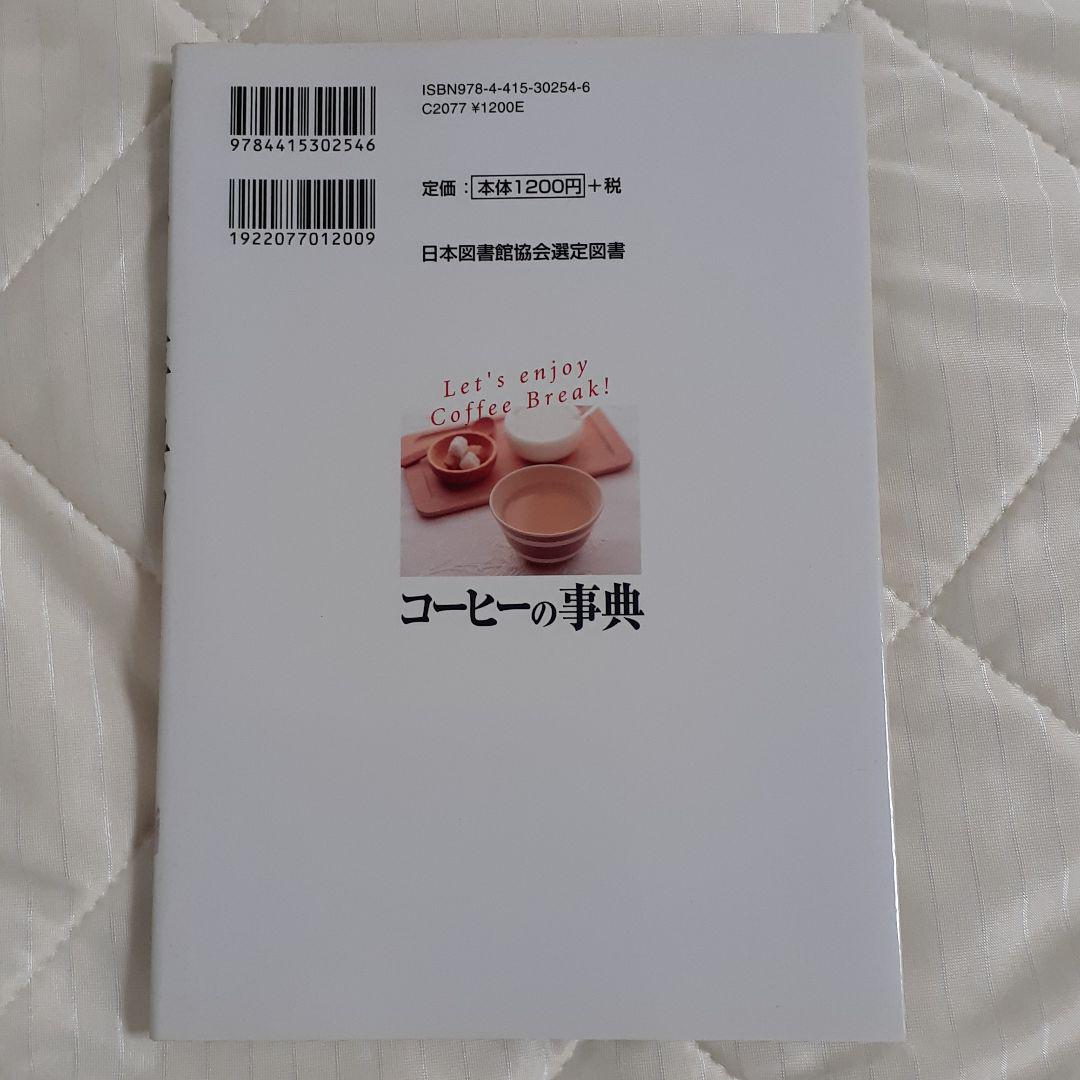 ISBN978-4-415-30254-6
C2077 ¥1200E
9784415302546
定価：本体1200円+税
1922077012009
日本図書館協会選定図書
Let's enjoy
Coffee Break!
コーヒーの事典